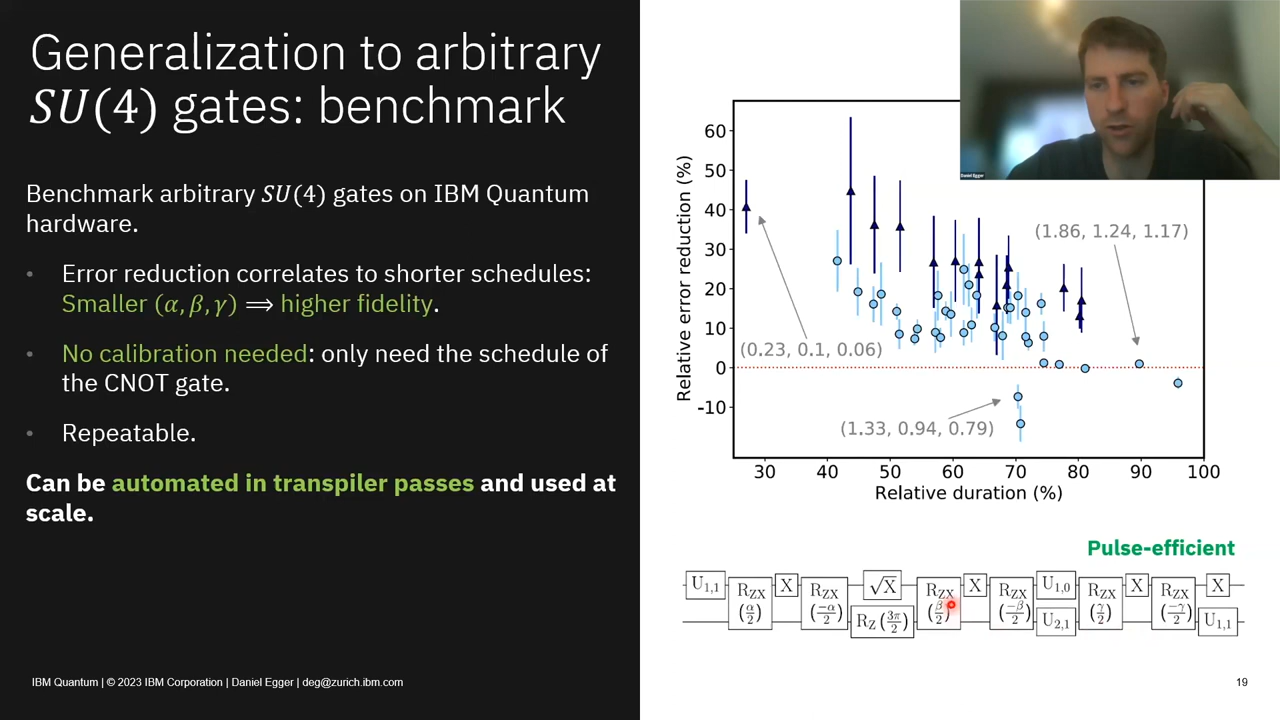 Generalization to arbitrary
SU(4) gates: benchmark
Benchmark arbitrary SU(4) gates on IBM Quantum
hardware.
• Error reduction correlates to shorter schedules:
Smaller (α, β, γ) ⟹ higher fidelity.
• No calibration needed: only need the schedule of
the CNOT gate.
• Repeatable.
Can be automated in transpiler passes and used at
scale.
Daniel Egger
Relative error reduction (%)
60
50
40
30
20
10
0
-10
(1.86, 1.24, 1.17)
(0.23, 0.1, 0.06)
(1.33, 0.94, 0.79)
30 40 50 60 70 80 90 100
Relative duration (%)
Pulse-efficient
U1,1 RZX (α/2) X RZX (-α/2) √X RZX (β/2) X RZX (-β/2) U1,0 RZX (γ/2) X RZX (-γ/2) X
RZ (3π/2) U2,1 U1,1
IBM Quantum | © 2023 IBM Corporation | Daniel Egger | deg@zurich.ibm.com
19